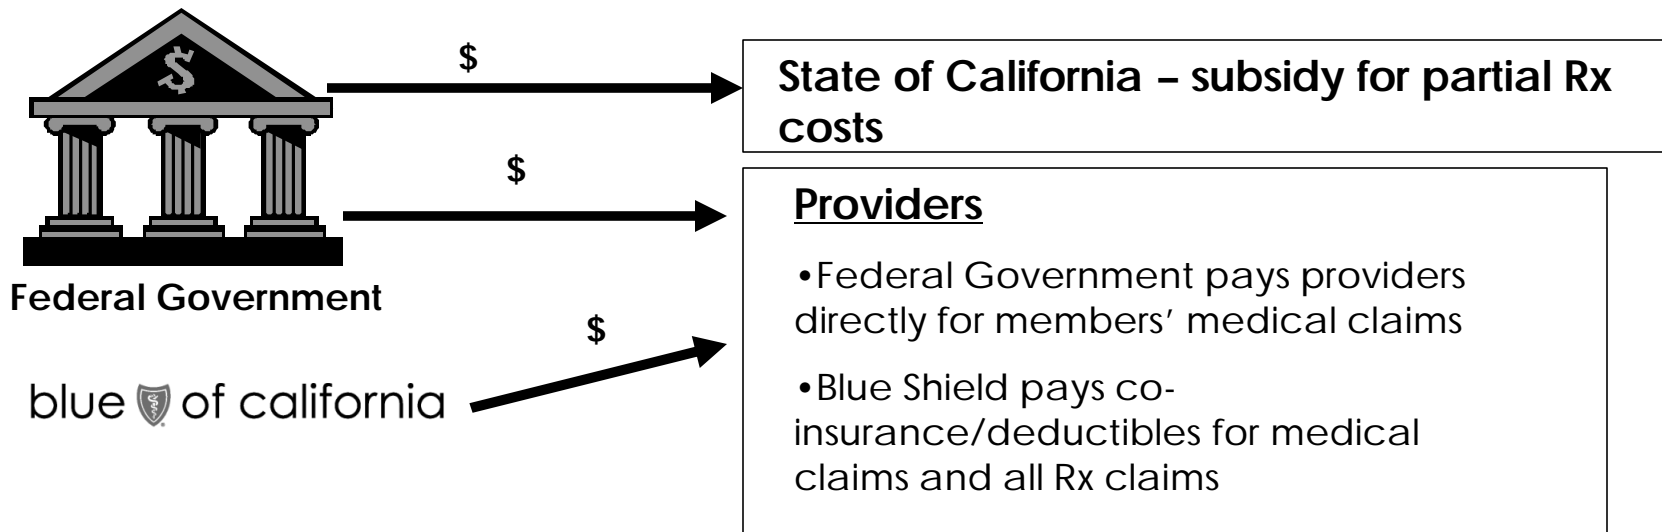 $
State of California – subsidy for partial Rx
costs
$
Providers
•Federal Government pays providers
directly for members’ medical claims
Federal Government
$
•Blue Shield pays co-
insurance/deductibles for medical
claims and all Rx claims
blue of california